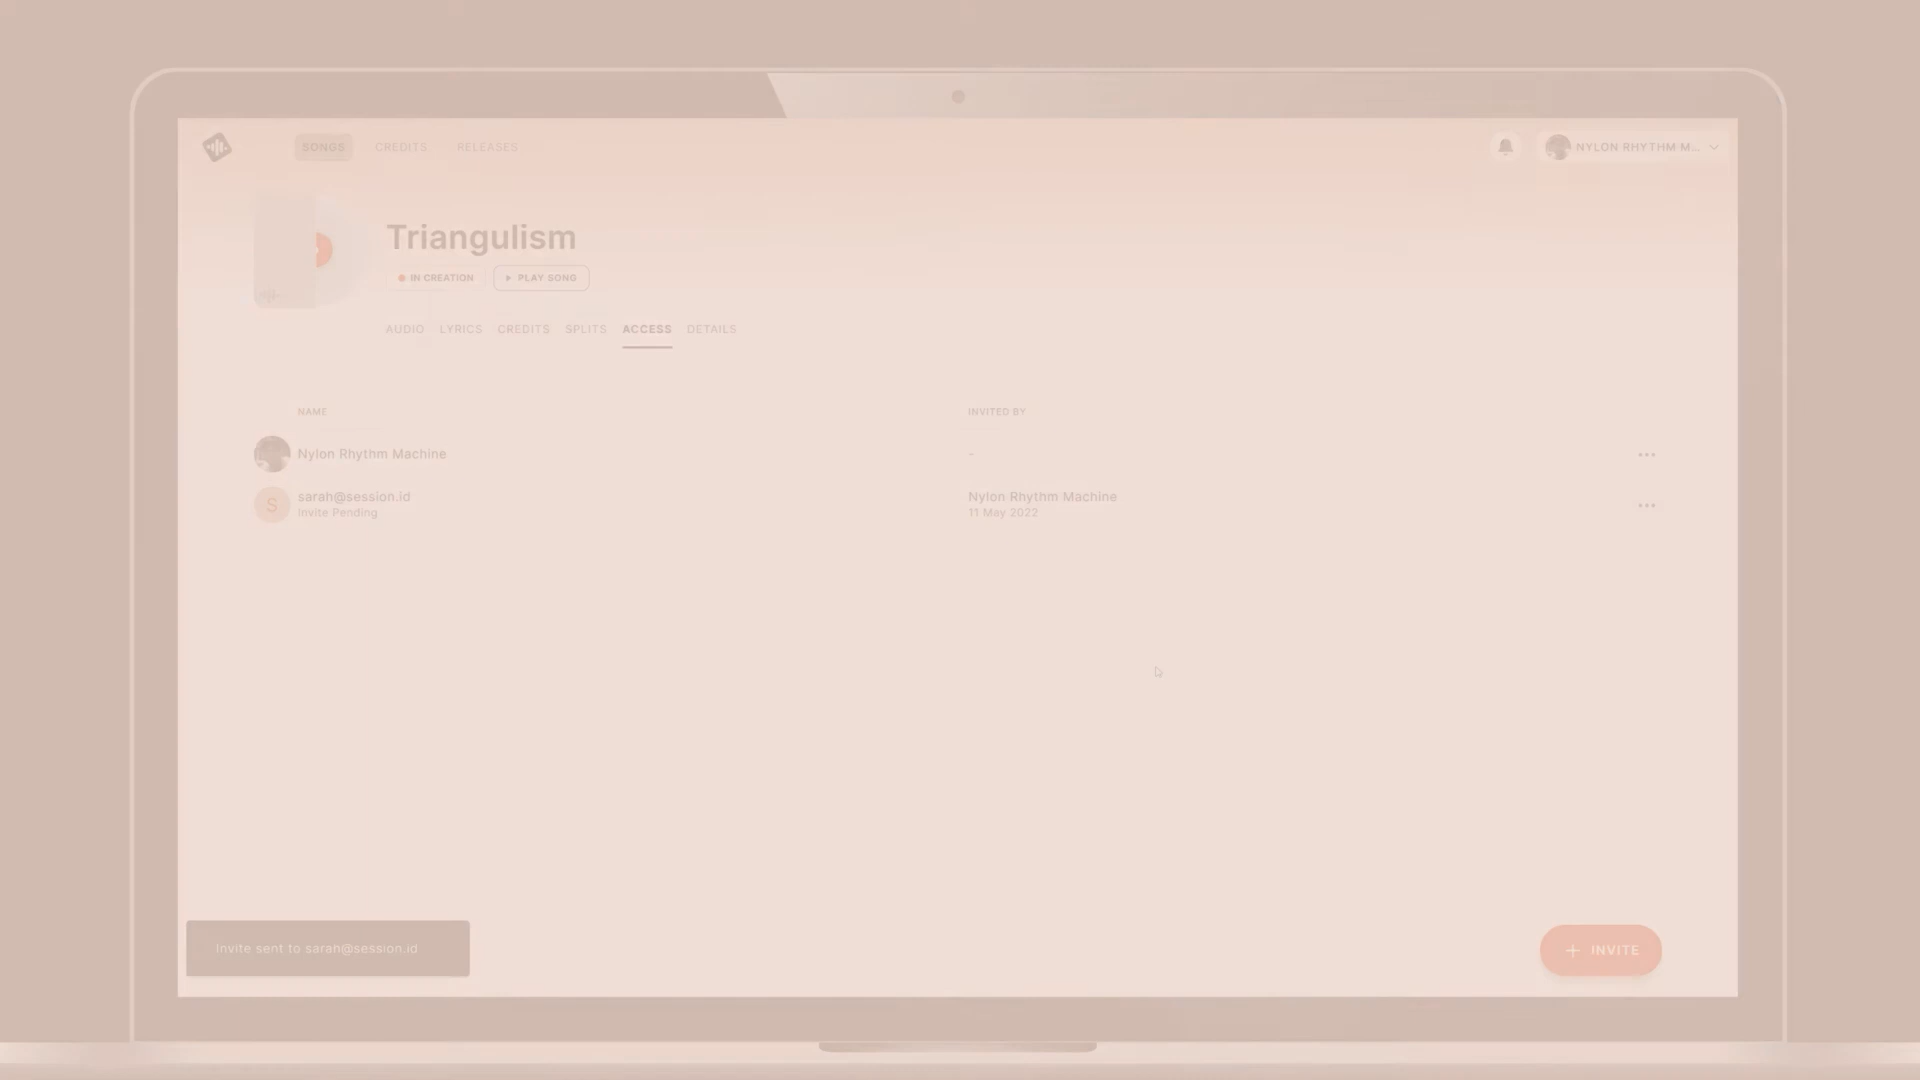 SONGS CREDITS RELEASES NYLON RHYTHM M...
Triangulism
IN CREATION PLAY SONG
AUDIO LYRICS CREDITS SPLITS ACCESS DETAILS
NAME INVITED BY
Nylon Rhythm Machine -
S sarah@session.id Nylon Rhythm Machine
Invite Pending 11 May 2022
Invite sent to sarah@session.id
+ INVITE